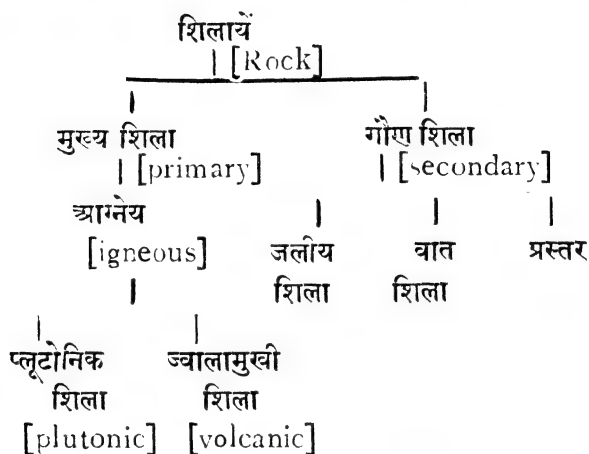 शिलायें
[Rock]
मुख्य शिला गौण शिला
[primary] [secondary]
आग्नेय
[igneous] जलीय वात प्रस्तर
शिला शिला
प्लूटोनिक ज्वालामुखी
शिला शिला
[plutonic] [volcanic]